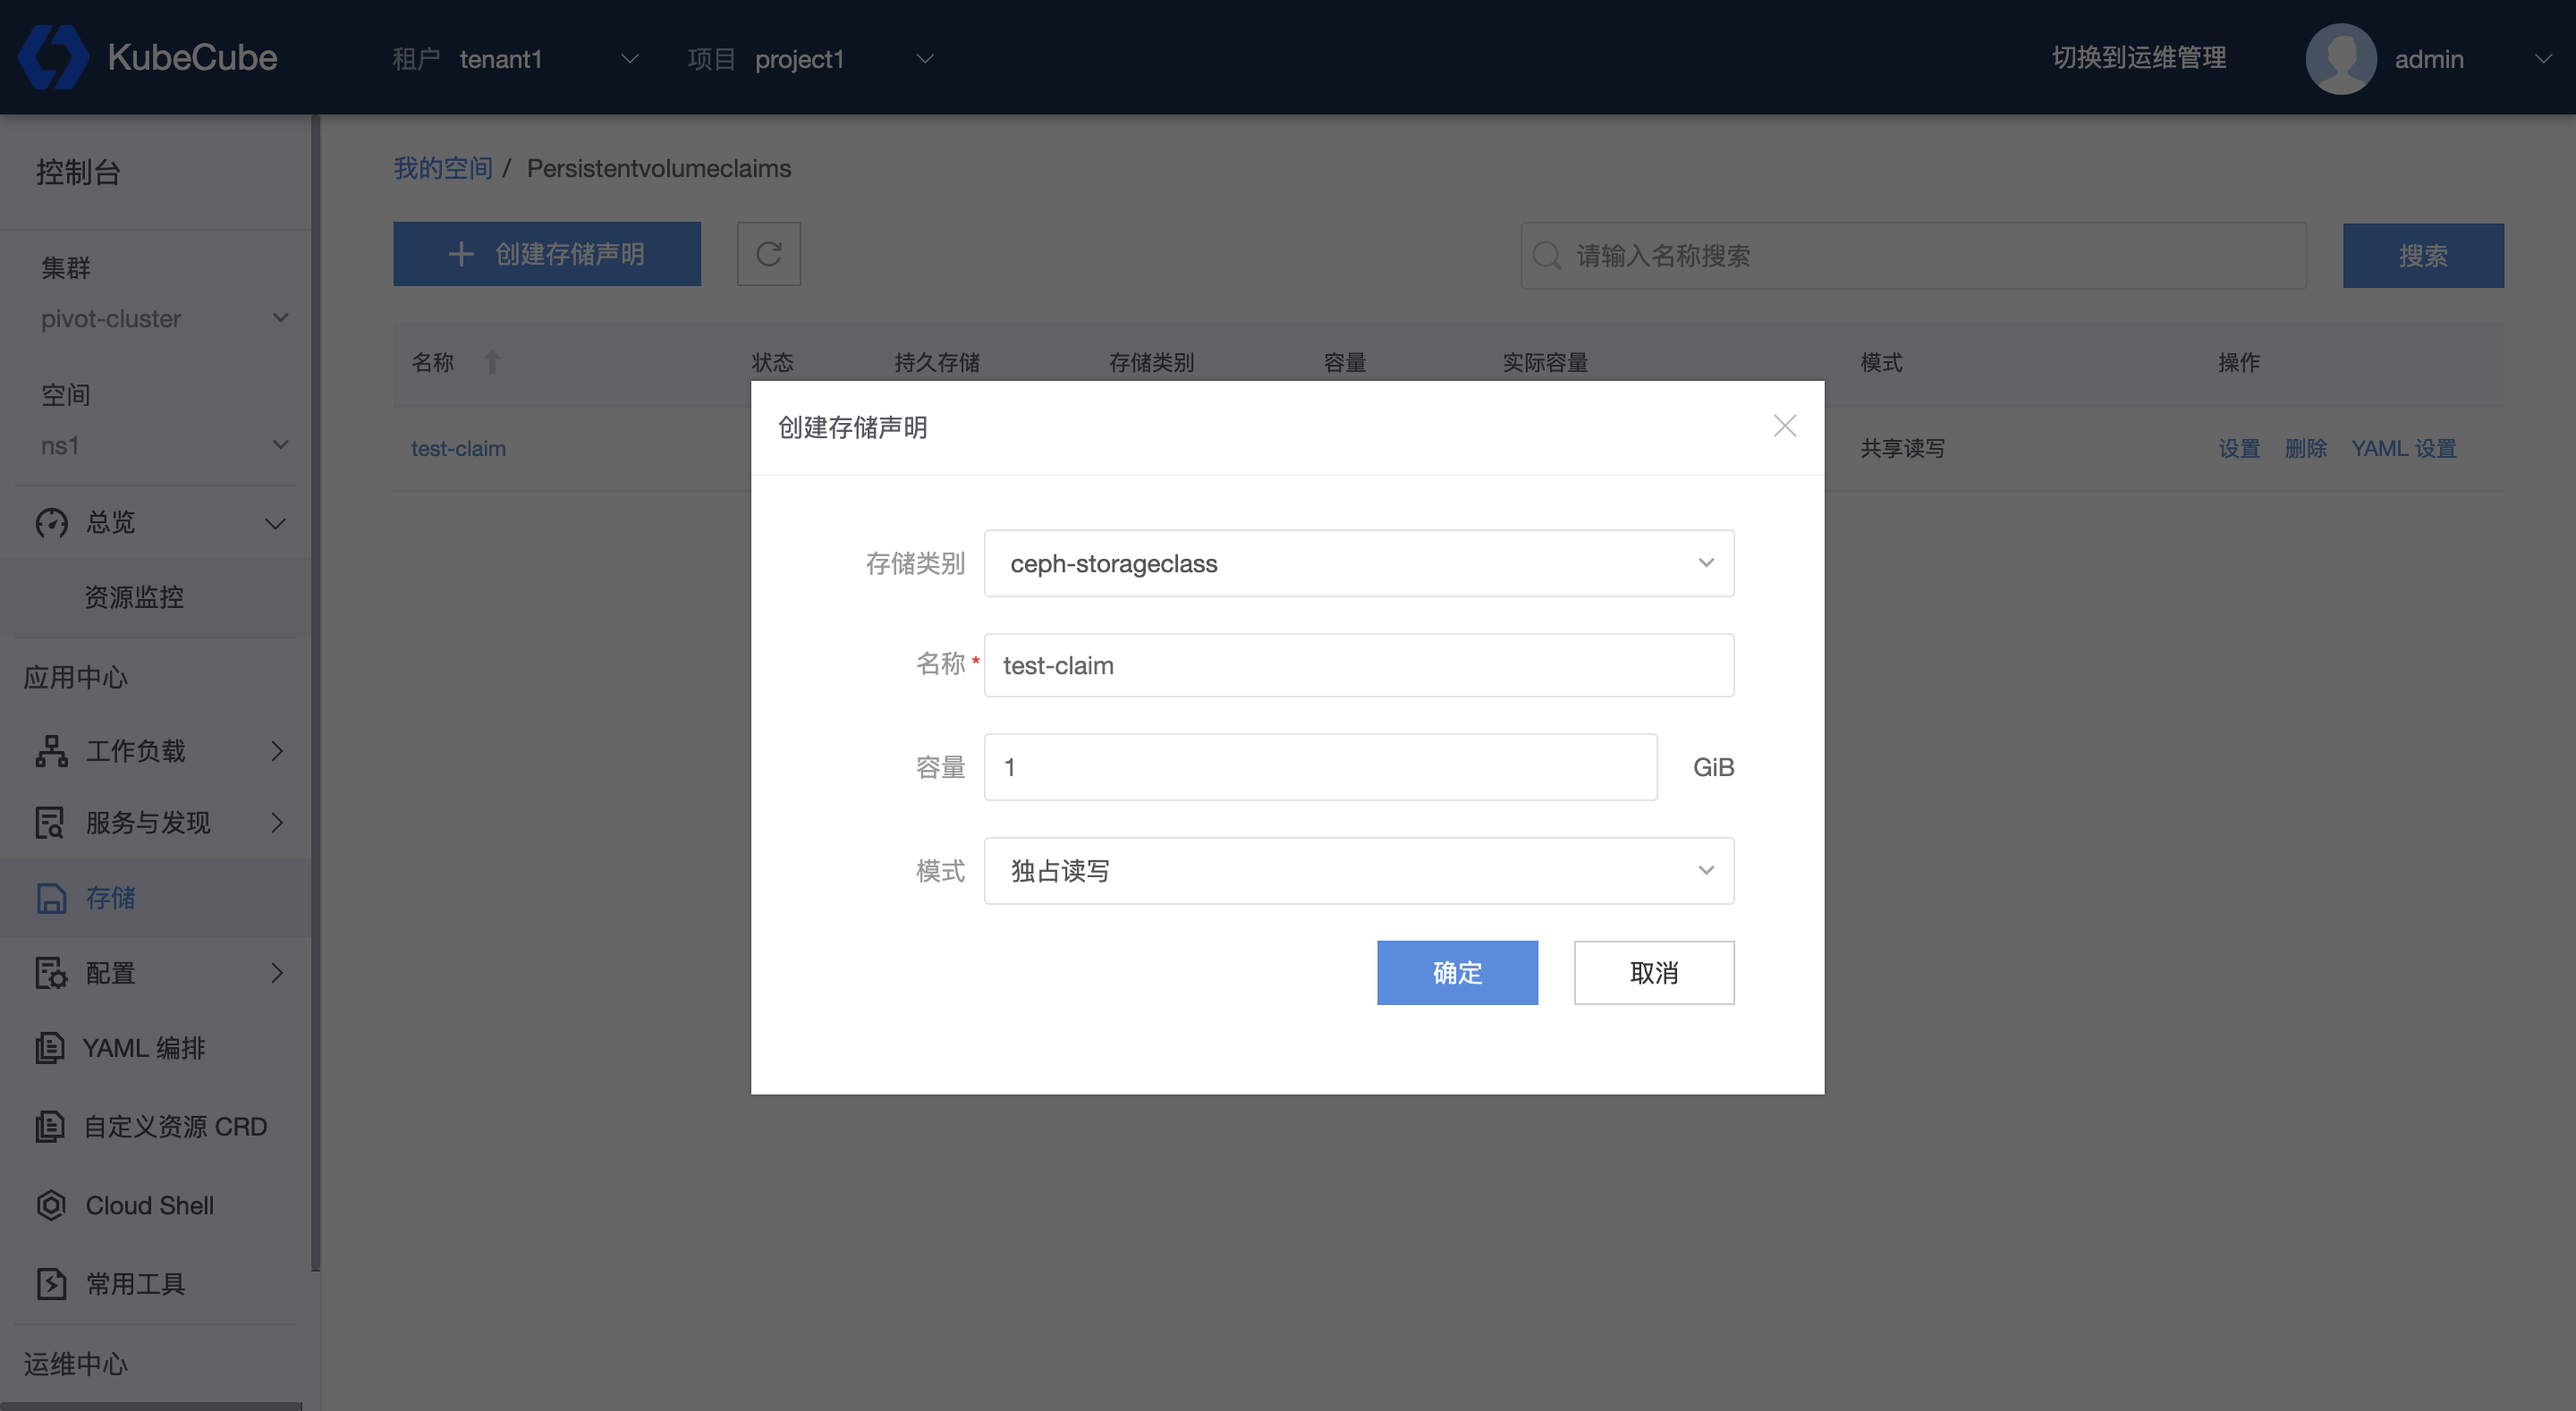 KubeCube
租户 tenant1
项目 project1
切换到运维管理
admin
控制台
集群
pivot-cluster
空间
ns1
总览
资源监控
应用中心
工作负载
服务与发现
存储
配置
YAML 编排
自定义资源 CRD
Cloud Shell
常用工具
运维中心
我的空间 / Persistentvolumeclaims
创建存储声明
请输入名称搜索
搜索
名称 状态 持久存储 存储类别 容量 实际容量 模式 操作
test-claim 共享读写 设置 删除 YAML 设置
创建存储声明
存储类别 ceph-storageclass
名称* test-claim
容量 1 GiB
模式 独占读写
确定 取消